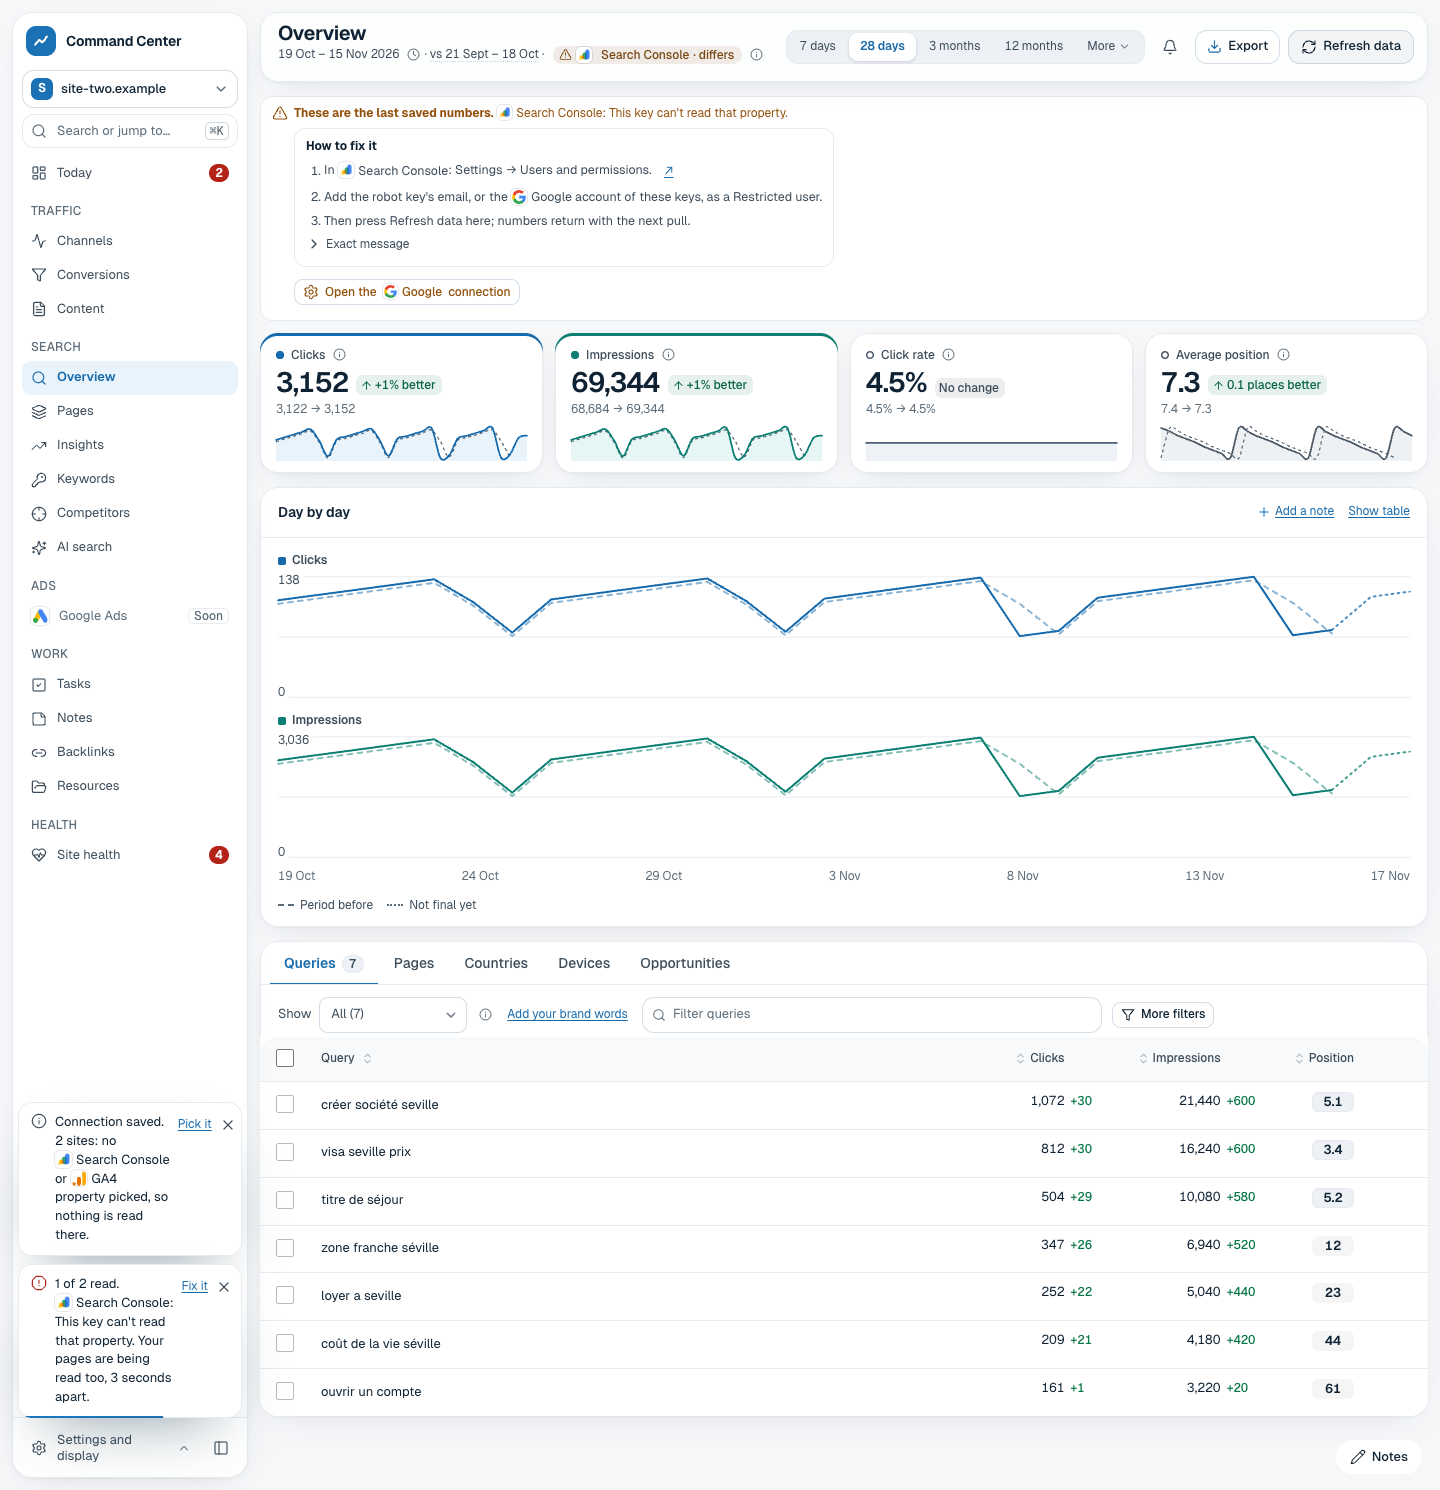 Command Center
S site-two.example
Search or jump to... ⌘K
Today 2
TRAFFIC
Channels
Conversions
Content
SEARCH
Overview
Pages
Insights
Keywords
Competitors
AI search
ADS
Google Ads Soon
WORK
Tasks
Notes
Backlinks
Resources
HEALTH
Site health 4
Connection saved. Pick it
2 sites: no
Search Console
or GA4
property picked, so
nothing is read
there.
1 of 2 read. Fix it
Search Console:
This key can't read
that property. Your
pages are being
read too, 3 seconds
apart.
Settings and
display
Overview
19 Oct – 15 Nov 2026 · vs 21 Sept – 18 Oct · Search Console · differs
7 days 28 days 3 months 12 months More
Export
Refresh data
These are the last saved numbers. Search Console: This key can't read that property.
How to fix it
1. In Search Console: Settings → Users and permissions. ↗
2. Add the robot key's email, or the Google account of these keys, as a Restricted user.
3. Then press Refresh data here; numbers return with the next pull.
Exact message
Open the Google connection
Clicks
3,152 ↑ +1% better
3,122 → 3,152
Impressions
69,344 ↑ +1% better
68,684 → 69,344
Click rate
4.5% No change
4.5% → 4.5%
Average position
7.3 ↑ 0.1 places better
7.4 → 7.3
Day by day
+ Add a note Show table
Clicks
138
0
Impressions
3,036
0
19 Oct 24 Oct 29 Oct 3 Nov 8 Nov 13 Nov 17 Nov
Period before Not final yet
Queries 7 Pages Countries Devices Opportunities
Show All (7) Add your brand words Filter queries More filters
Query Clicks Impressions Position
créer société seville 1,072 +30 21,440 +600 5.1
visa seville prix 812 +30 16,240 +600 3.4
titre de séjour 504 +29 10,080 +580 5.2
zone franche séville 347 +26 6,940 +520 12
loyer a seville 252 +22 5,040 +440 23
coût de la vie séville 209 +21 4,180 +420 44
ouvrir un compte 161 +1 3,220 +20 61
Notes